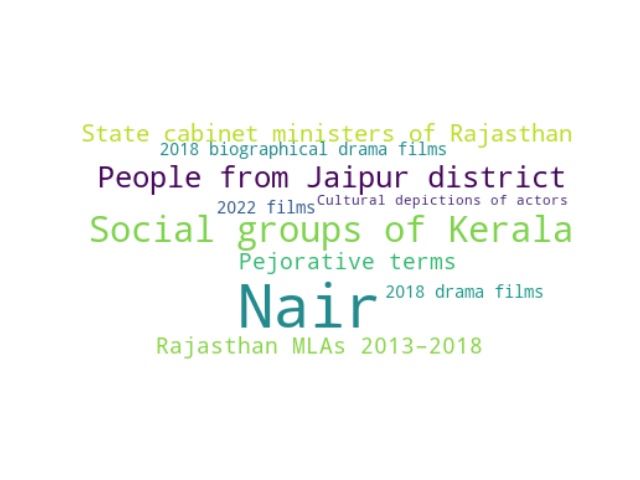 State cabinet ministers of Rajasthan
2018 biographical drama films
People from Jaipur district
Cultural depictions of actors
2022 films
Social groups of Kerala
Pejorative terms
Nair
2018 drama films
Rajasthan MLAs 2013–2018